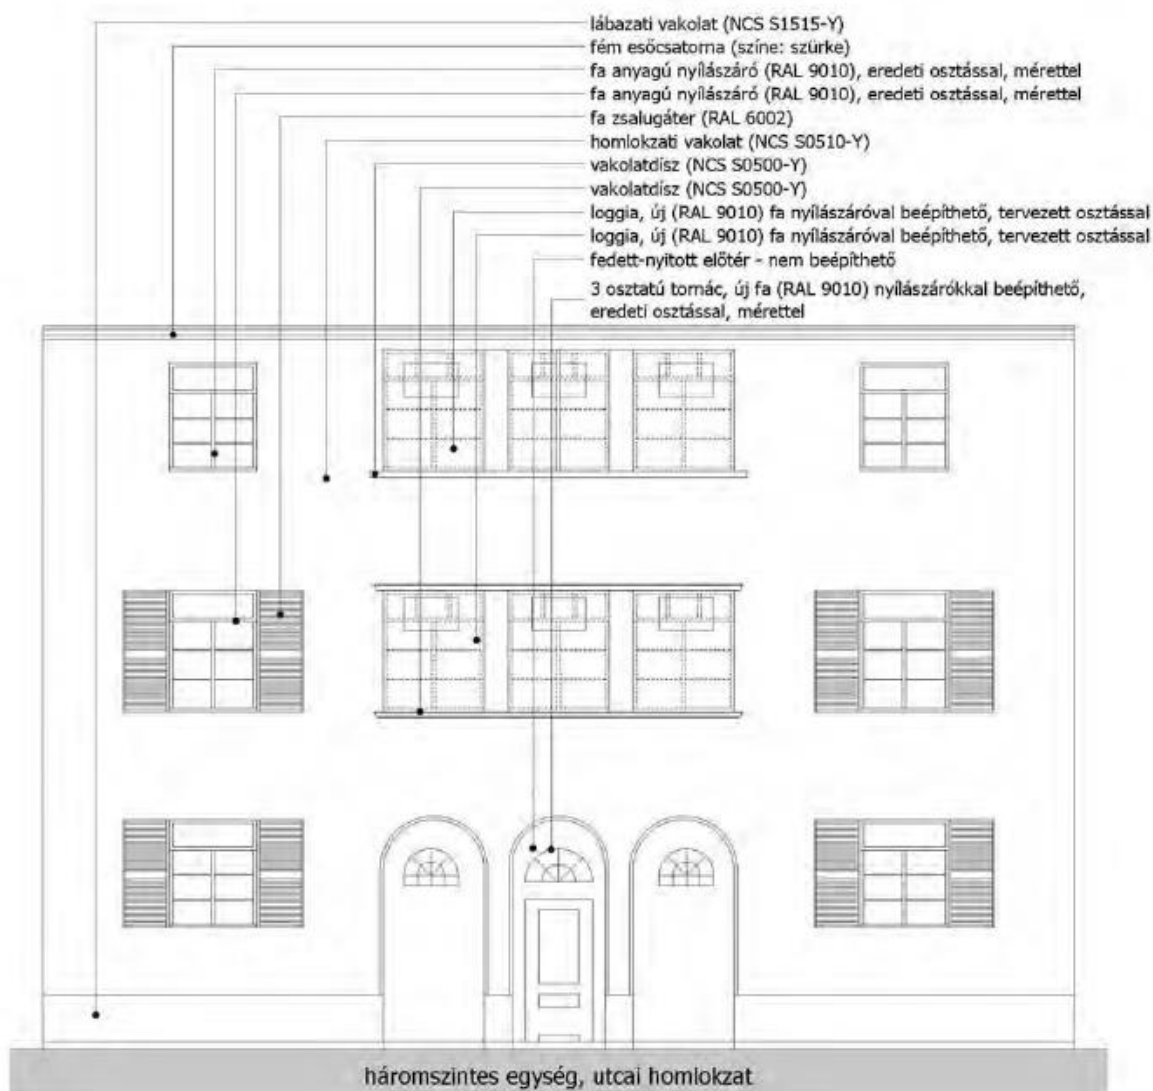 lábazati vakolat (NCS S1515-Y)
fém esőcsatorna (színe: szürke)
fa anyagú nyílászáró (RAL 9010), eredeti osztással, mérettel
fa anyagú nyílászáró (RAL 9010), eredeti osztással, mérettel
fa zsalugáter (RAL 6002)
homlokzati vakolat (NCS S0510-Y)
vakolatdísz (NCS S0500-Y)
vakolatdísz (NCS S0500-Y)
loggia, új (RAL 9010) fa nyílászáróval beépíthető, tervezett osztással
loggia, új (RAL 9010) fa nyílászáróval beépíthető, tervezett osztással
fedett-nyitott előtér - nem beépíthető
3 osztatú tornác, új fa (RAL 9010) nyílászárókkal beépíthető,
eredeti osztással, mérettel
háromszintes egység, utcai homlokzat